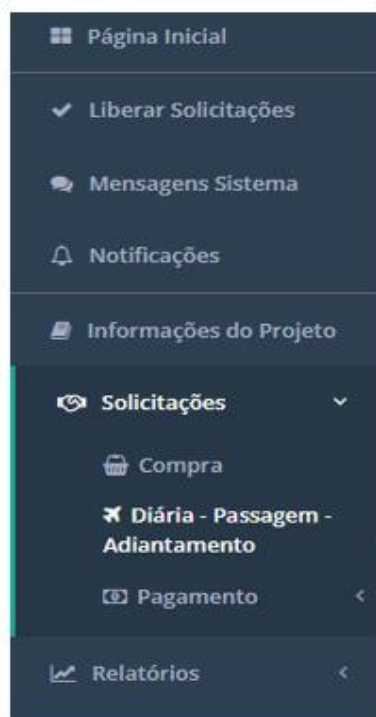 Página Inicial
Liberar Solicitações
Mensagens Sistema
Notificações
Informações do Projeto
Solicitações
Compra
Diária - Passagem -
Adiantamento
Pagamento
Relatórios